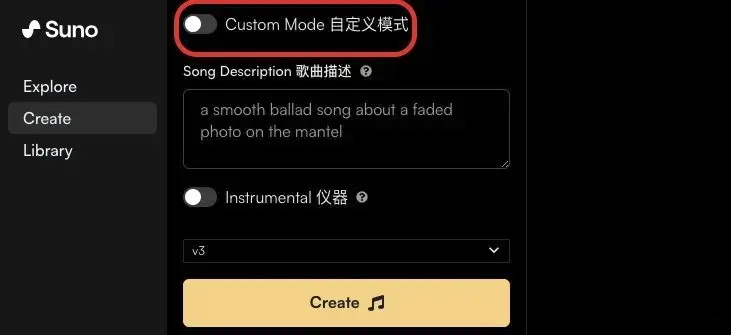 Suno
Explore
Create
Library
Custom Mode 自定义模式
Song Description 歌曲描述 ?
a smooth ballad song about a faded
photo on the mantel
Instrumental 仪器 ?
v3
Create